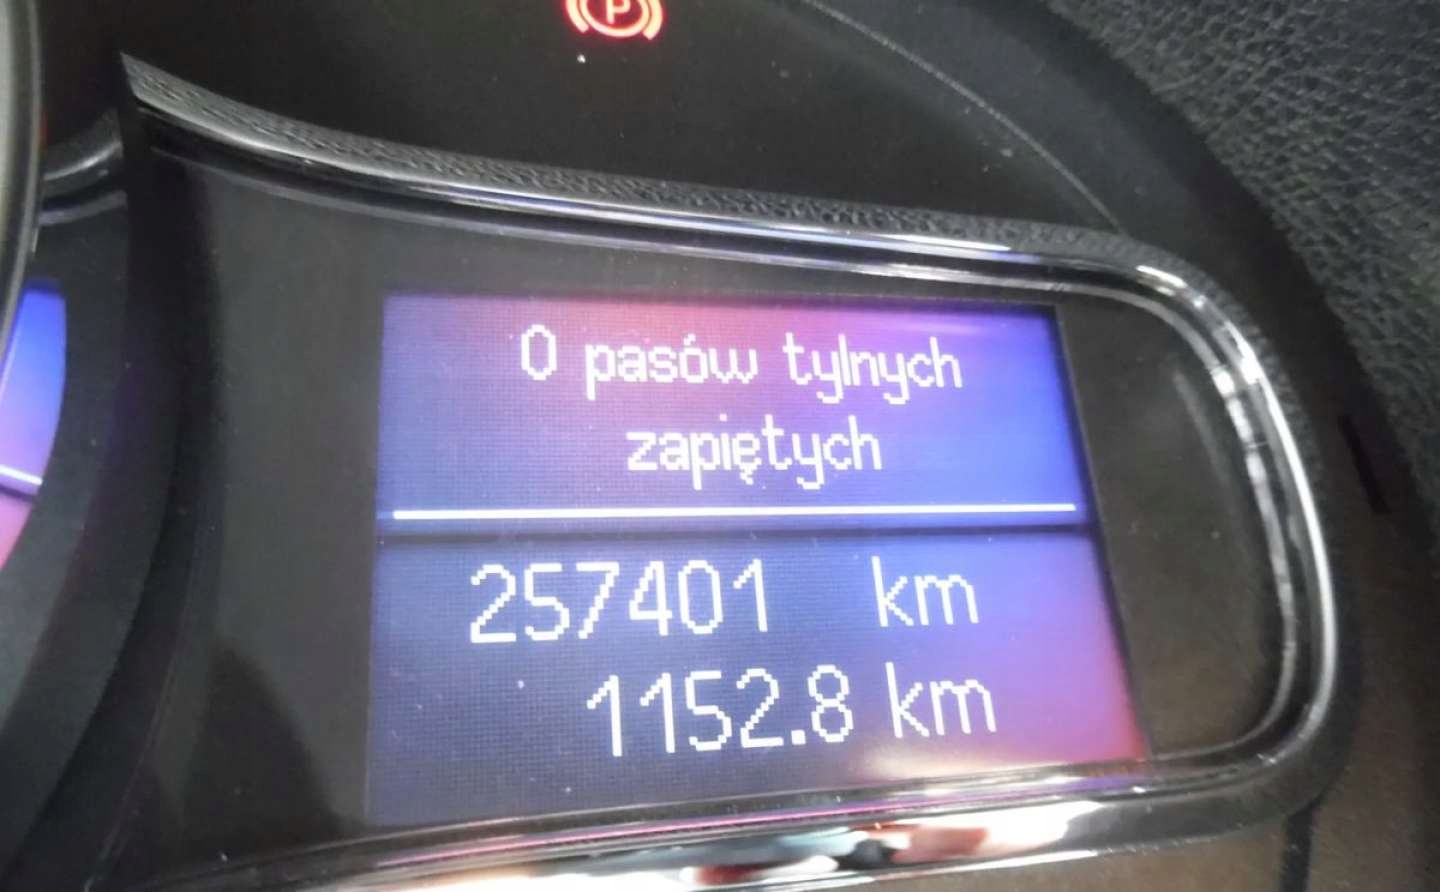 P
0 pasów tylnych
zapiętych
257401 km
1152.8 km